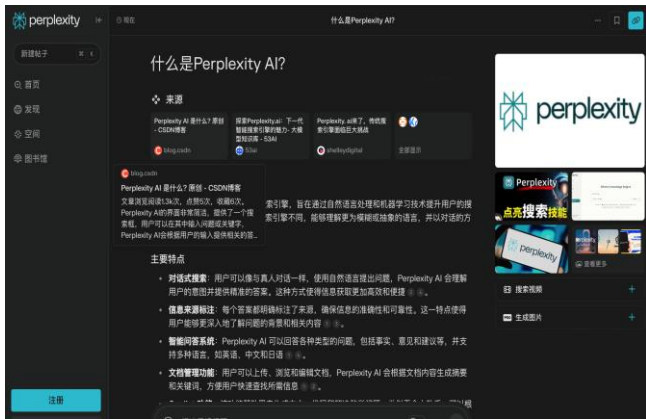 perplexity
现在
什么是Perplexity AI?
新建帖子
首页
发现
空间
图书馆
注册
什么是Perplexity AI?
来源
Perplexity AI 是什么? 原创
- CSDN博客
blog.csdn
探索Perplexity.ai: 下一代
智能搜索引擎的魅力- 大模
型知识库 - 53AI
53ai
Perplexity. ai来了，传统搜
索引擎面临巨大挑战
shelleydigital
全部显示
blog.csdn
Perplexity AI 是什么? 原创 - CSDN博客
文章浏览阅读1.3k次，点赞5次，收藏6次。
Perplexity AI的界面非常简洁，提供了一个搜
索框，用户可以在其中输入问题或关键字，
Perplexity AI会根据用户的输入提供相关的答...
索引擎，旨在通过自然语言处理和机器学习技术提升用户的搜
索引擎不同，能够理解更为模糊或抽象的语言，并以对话的方
主要特点
对话式搜索：用户可以像与真人对话一样，使用自然语言提出问题，Perplexity AI 会理解
用户的意图并提供精准的答案。这种方式使得信息获取更加高效和便捷
信息来源标注：每个答案都明确标注了来源，确保信息的准确性和可靠性。这一特点使得
用户能够更深入地了解问题的背景和相关内容
智能问答系统：Perplexity AI 可以回答各种类型的问题，包括事实、意见和建议等，并支
持多种语言，如英语、中文和日语
文档管理功能：用户可以上传、浏览和编辑文档，Perplexity AI 会根据文档内容生成摘要
和关键词，方便用户快速查找所需信息
perplexity
Perplexity
点亮搜索技能
perplexity
查看更多
搜索视频
生成图片